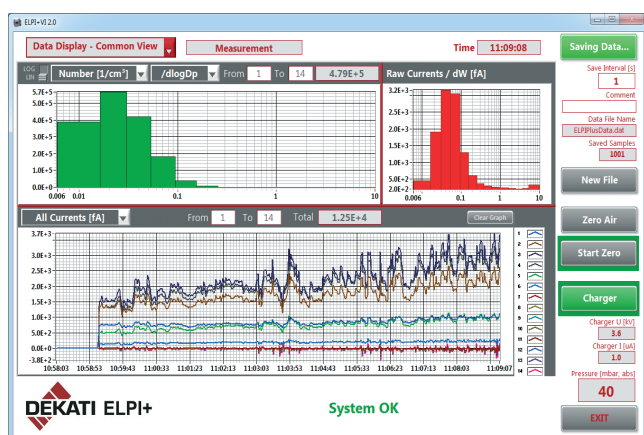 ELPI+VI 2.0
Data Display - Common View
Measurement
Time 11:09:08
Saving Data...
LOG
LIN
Number [1/cm³]
/dlogDp
From 1 To 14 4.79E+5
Raw Currents / dW [fA]
Save Interval [s]
1
Comment
Data File Name
ELPIPlusData.dat
Saved Samples
1001
5.7E+5
5.0E+5
4.0E+5
3.0E+5
2.0E+5
1.0E+5
0.0E+0
0.006 0.01 0.1 1 10
3.2E+3
2.5E+3
2.0E+3
1.5E+3
1.0E+3
5.0E+2
2.0E+2
0.006 0.1 1 10
New File
Zero Air
Start Zero
Charger
Charger U [kV]
3.6
Charger I [uA]
1.0
Pressure [mbar, abs]
40
EXIT
All Currents [fA]
From 1 To 14 Total 1.25E+4
Clear Graph
3.7E+3
3.0E+3
2.5E+3
2.0E+3
1.5E+3
1.0E+3
5.0E+2
0.0E+0
-3.8E+2
10:58:03 10:58:53 10:59:43 11:00:33 11:01:23 11:02:13 11:03:03 11:03:53 11:04:43 11:05:33 11:06:23 11:07:13 11:08:03 11:09:07
1
2
3
4
5
6
7
8
9
10
11
12
13
14
DEKATI ELPI+
System OK